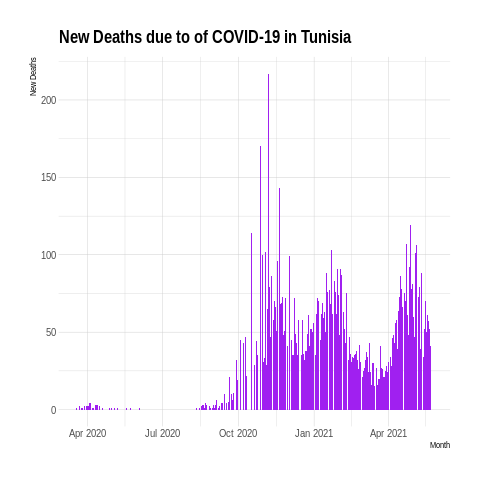 New Deaths due to of COVID-19 in Tunisia
New Deaths
200
150
100
50
0
Apr 2020 Jul 2020 Oct 2020 Jan 2021 Apr 2021
Month